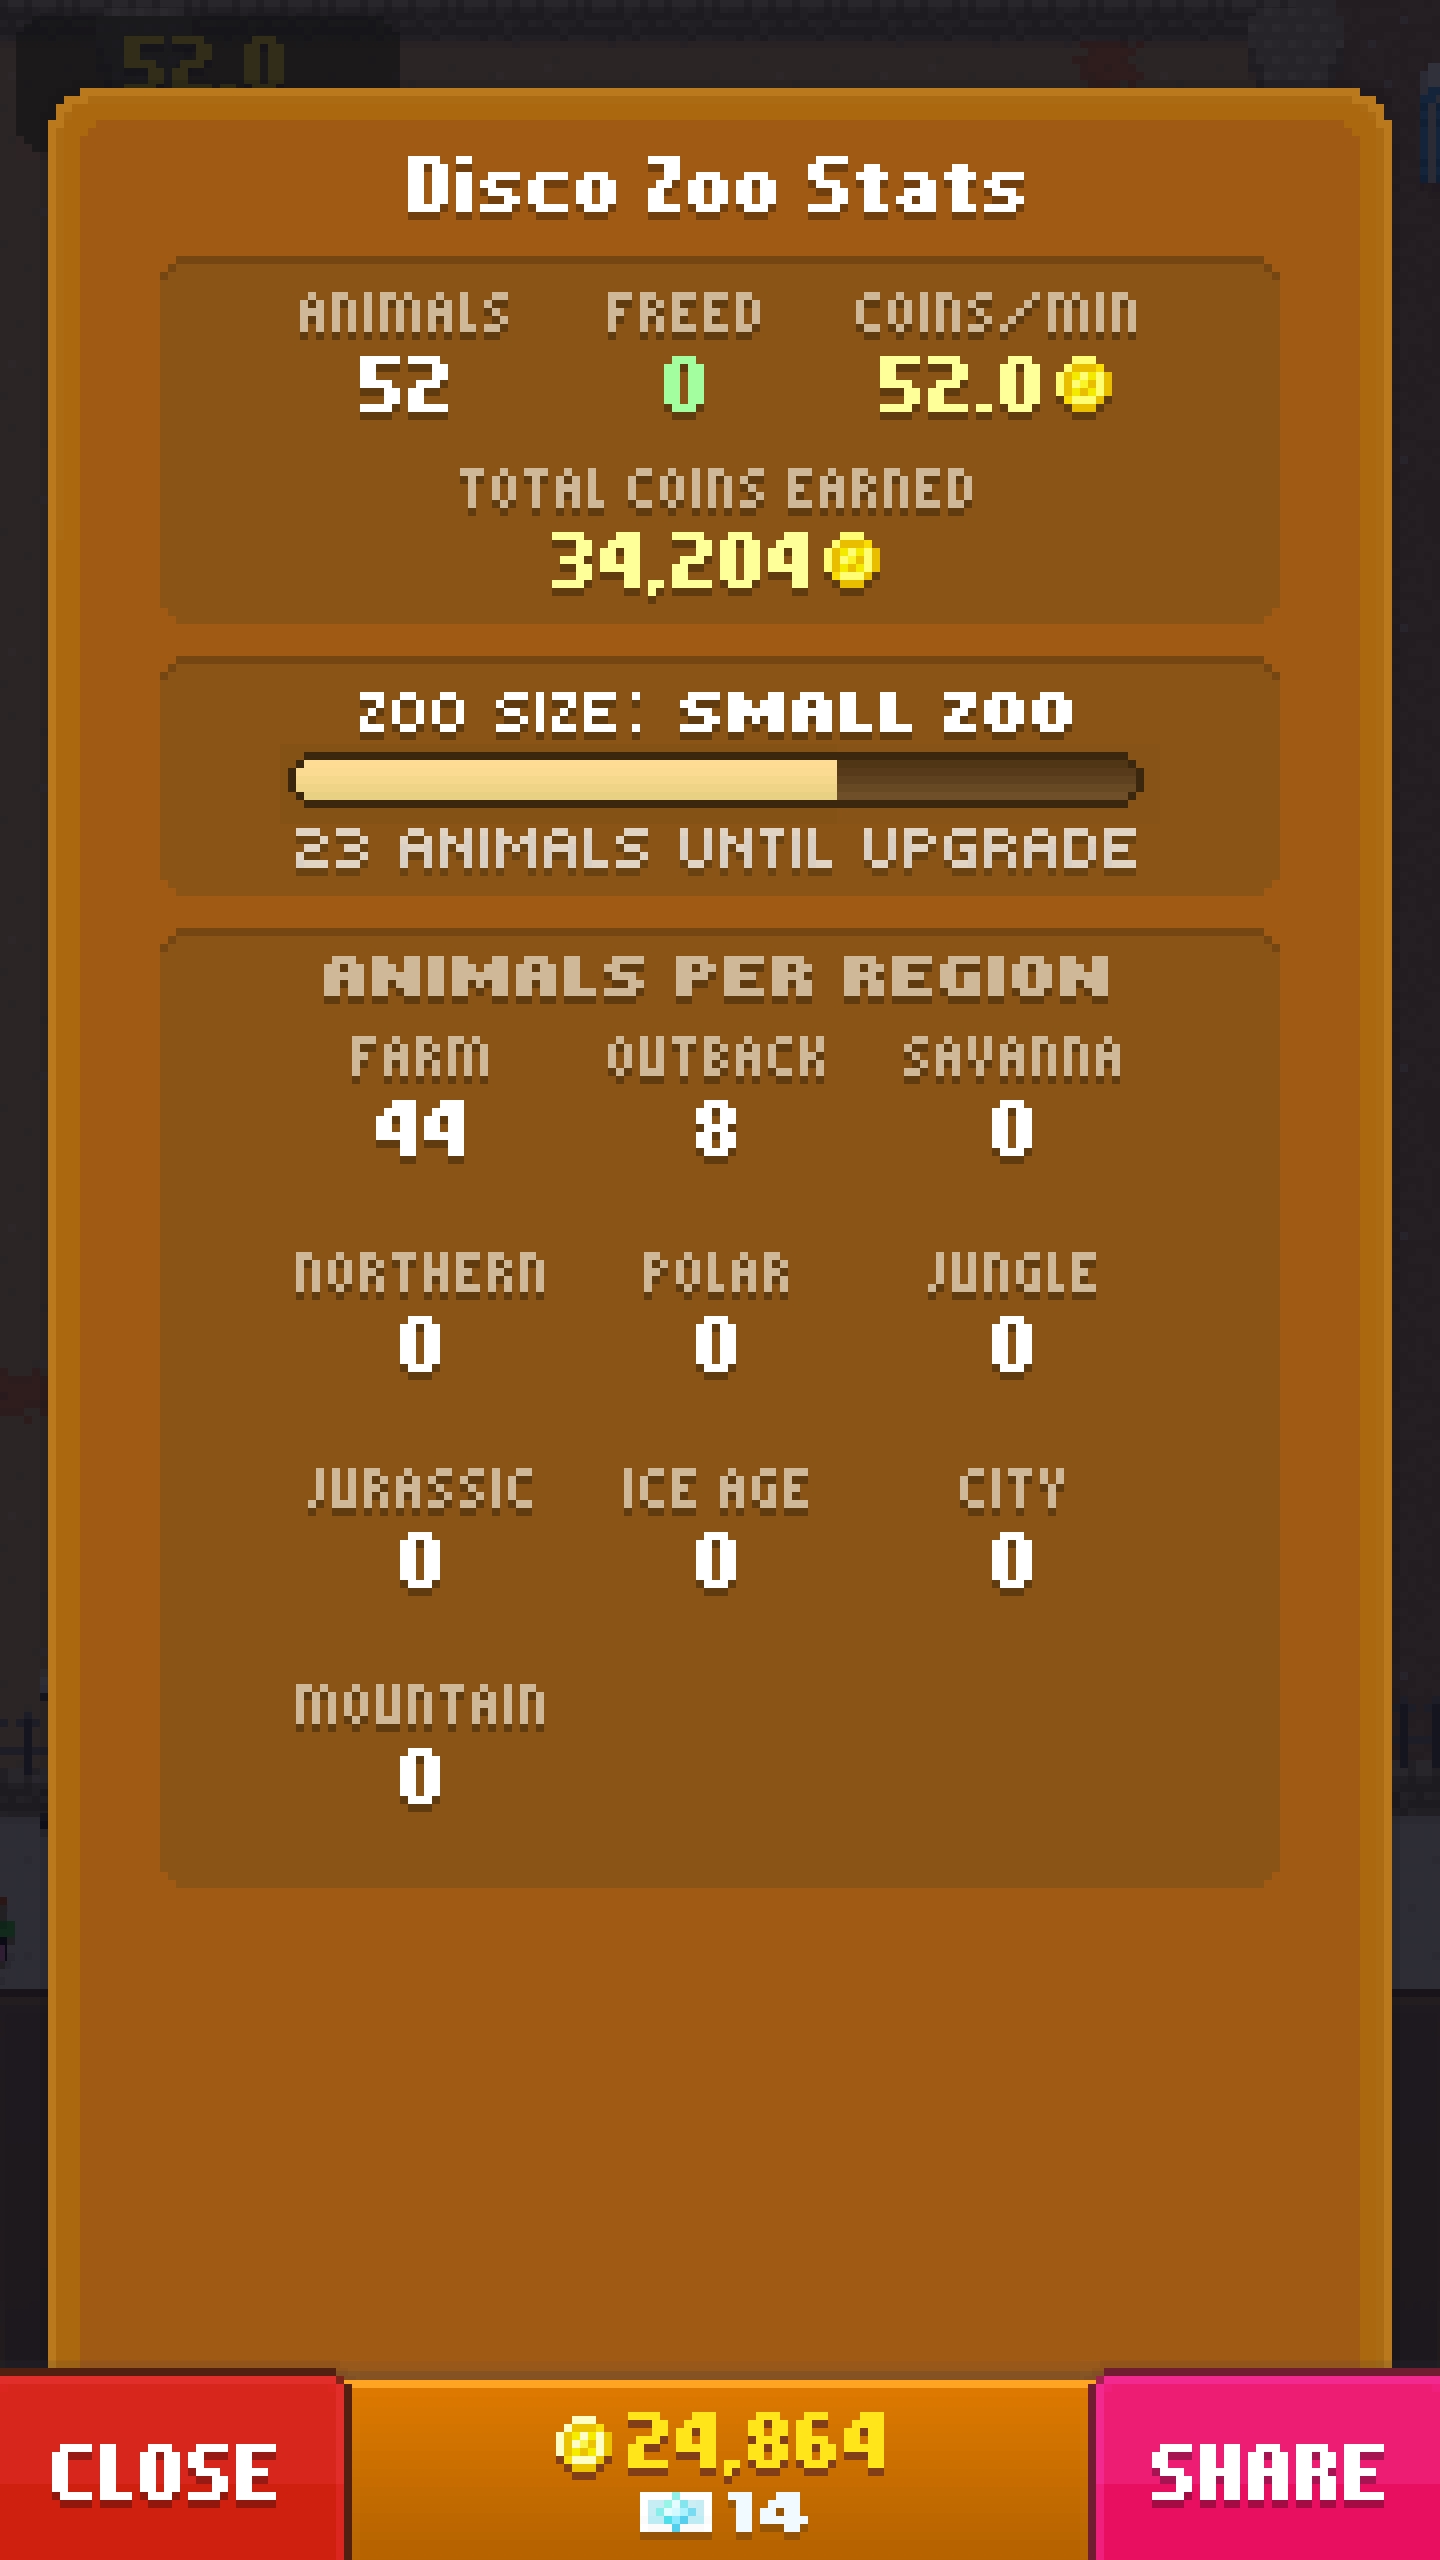 52.0
Disco Zoo Stats
ANIMALS FREED COINS/MIN
52 0 52.0
TOTAL COINS EARNED
34,204
ZOO SIZE: SMALL ZOO
23 ANIMALS UNTIL UPGRADE
ANIMALS PER REGION
FARM OUTBACK SAVANNA
44 8 0
NORTHERN POLAR JUNGLE
0 0 0
JURASSIC ICE AGE CITY
0 0 0
MOUNTAIN
0
CLOSE 24,864 SHARE
14